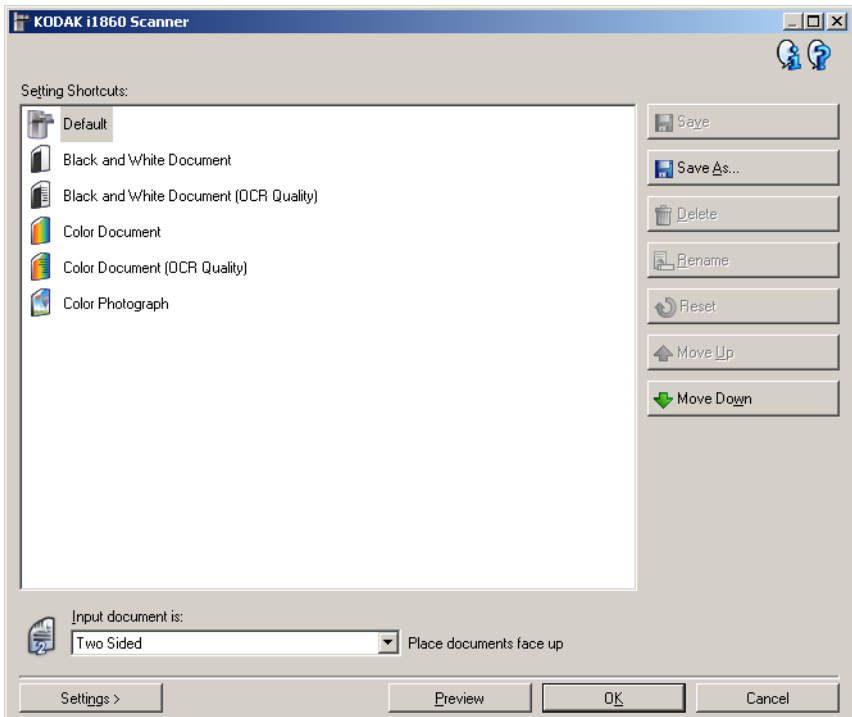 KODAK i1860 Scanner
Setting Shortcuts:
Default
Black and White Document
Black and White Document (OCR Quality)
Color Document
Color Document (OCR Quality)
Color Photograph
Save
Save As...
Delete
Rename
Reset
Move Up
Move Down
Input document is:
2
Two Sided
Place documents face up
Settings >
Preview
OK
Cancel